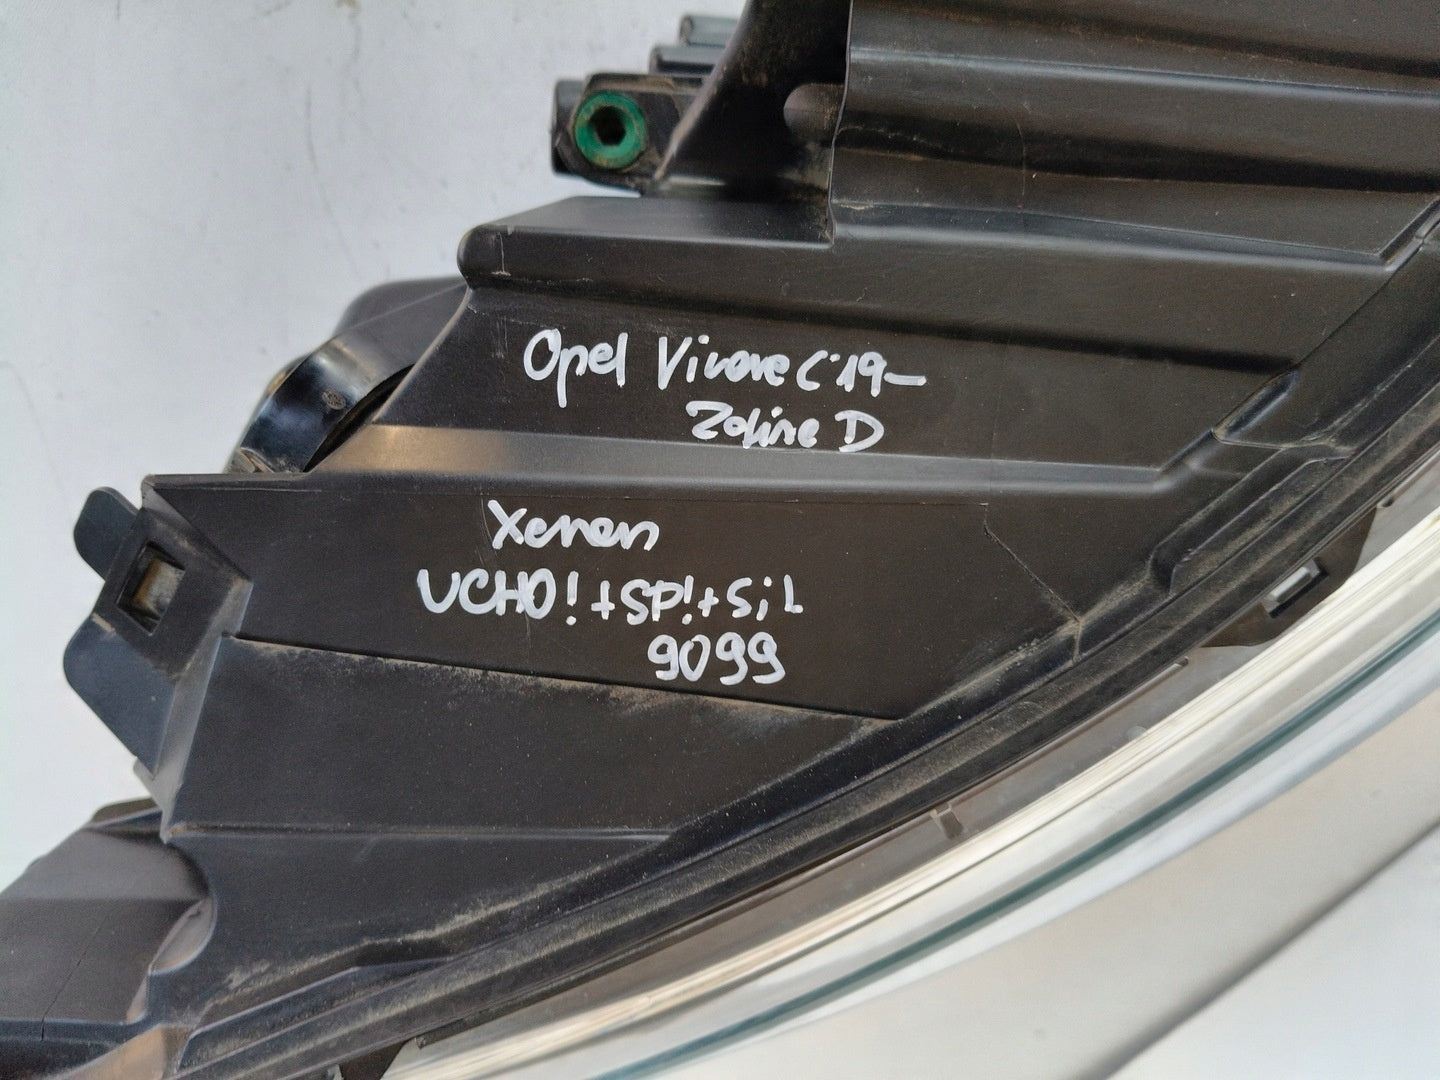 Opel Vivaro C'19-
Zafira D
Xenon
UCHO!+SP!+SiL
9099